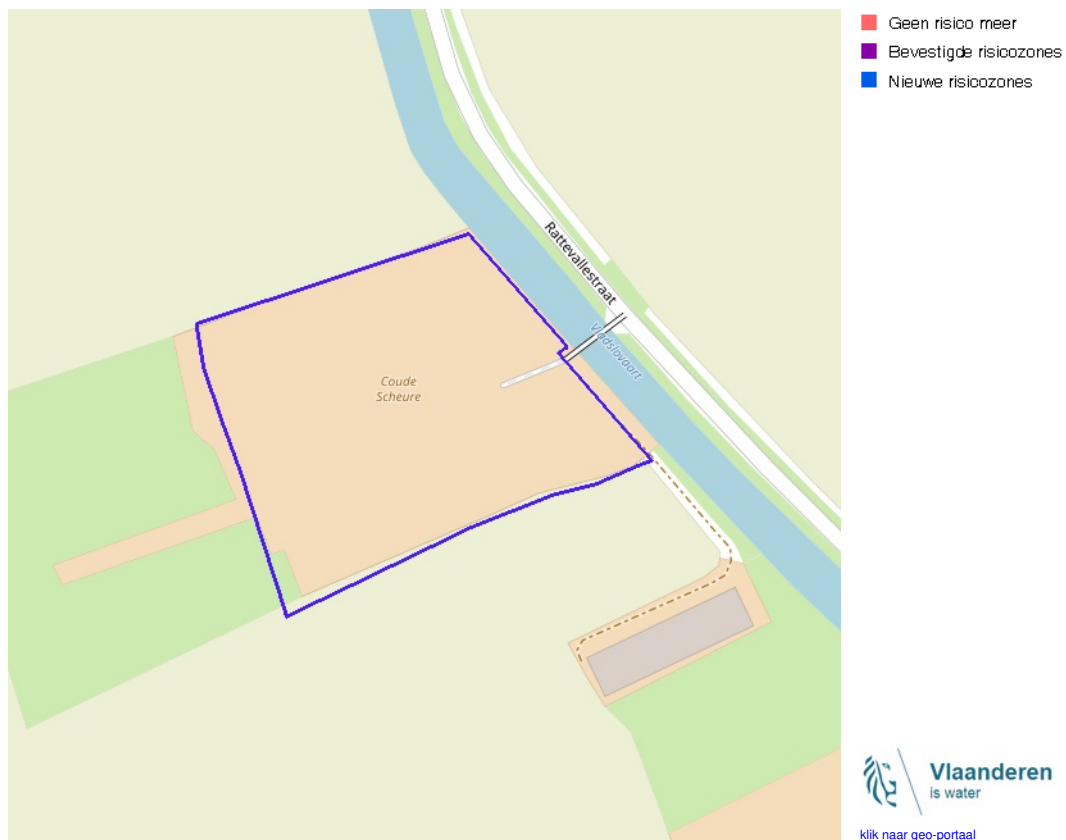 Geen risico meer
Bevestigde risicozones
Nieuwe risicozones
Rattevallestraat
Vladslovaart
Coude
Scheure
Vlaanderen
is water
klik naar geo-portaal